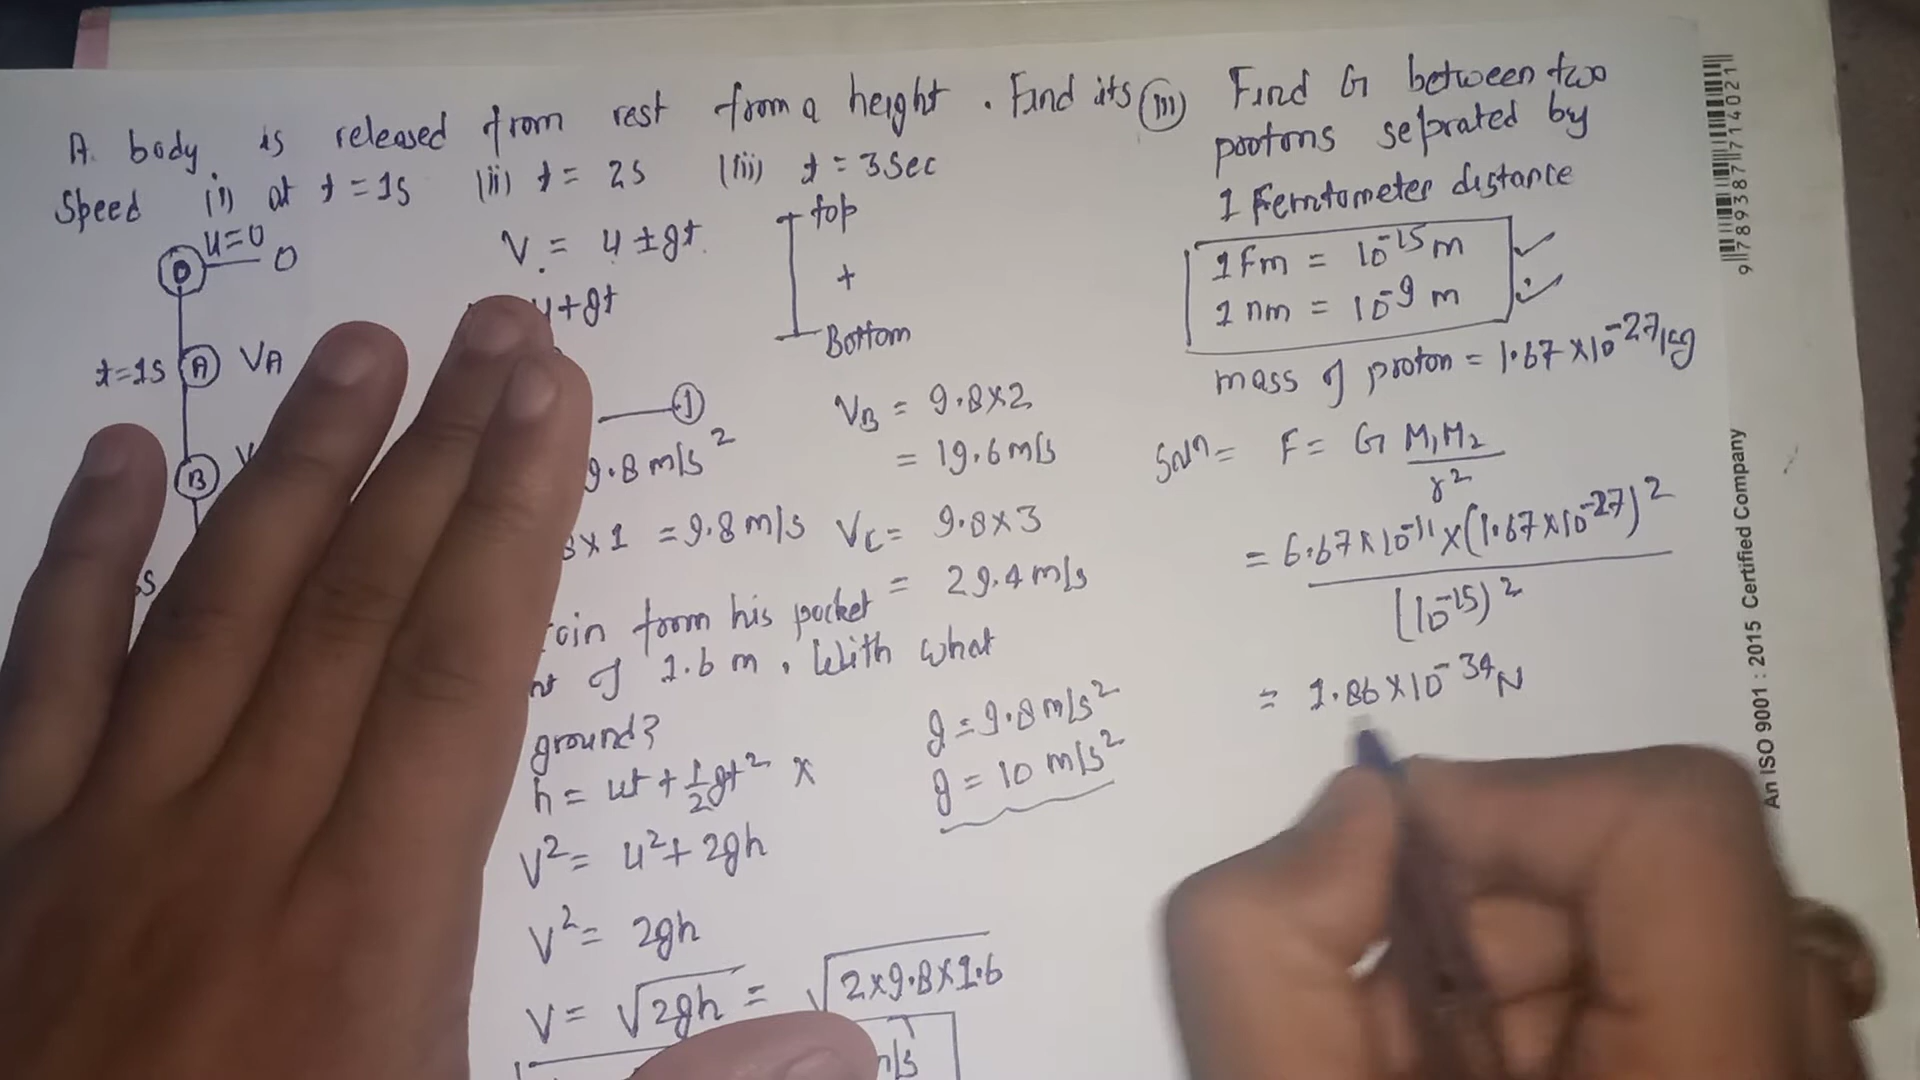 A body is released from rest from a height. Find its
Speed (i) at t = 1s (ii) t = 2s (iii) t = 3sec
u=0
O
t=1s A VA
B
V = u ± gt
u+gt
+ top
+
Bottom
1
9.8 m/s²
×1 = 9.8 m/s
VB = 9.8×2
= 19.6 m/s
VC = 9.8×3
= 29.4 m/s
from his pocket
of 1.6 m. With what
ground?
h = ut + 1/2 gt² ×
V² = u² + 2gh
V² = 2gh
V = √2gh = √2×9.8×1.6
g = 9.8 m/s²
g = 10 m/s²
(iii) Find G between two
protons seprated by
1 Femtometer distance
1 Fm = 10⁻¹⁵ m
1 nm = 10⁻⁹ m
mass of proton = 1.67 ×10⁻²⁷ kg
Solⁿ = F = G M₁M₂ / r²
= 6.67 × 10⁻¹¹ × (1.67×10⁻²⁷)² / (10⁻¹⁵)²
= 1.86 × 10⁻³⁴ N
9 789387 714021
An ISO 9001 : 2015 Certified Company